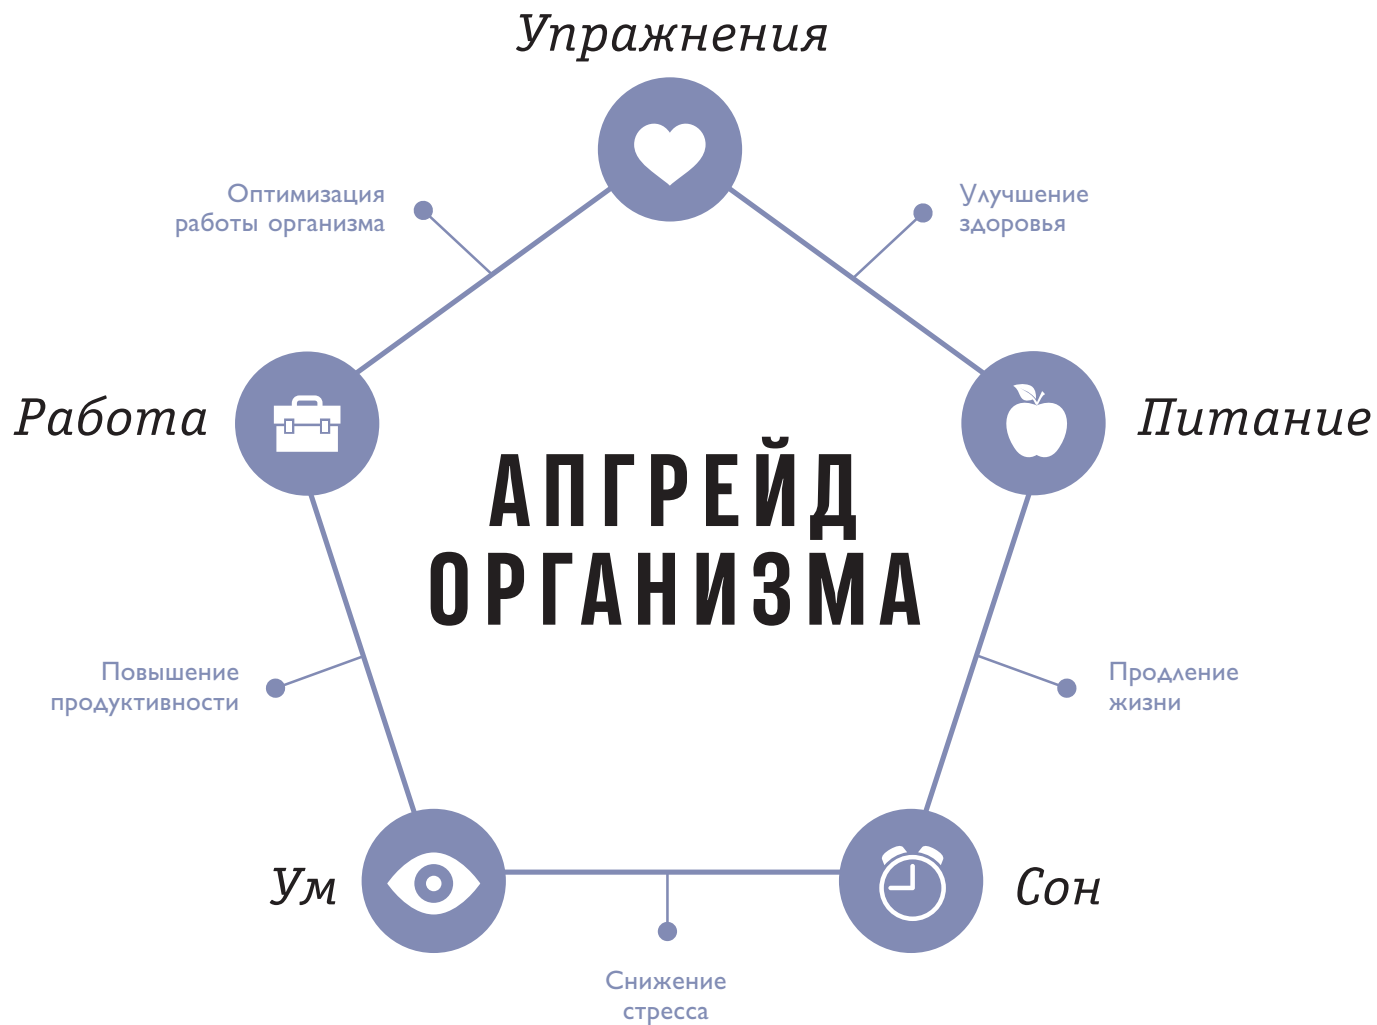 Упражнения
Оптимизация
работы организма
Улучшение
здоровья
Работа
Питание
АПГРЕЙД
ОРГАНИЗМА
Повышение
продуктивности
Продление
жизни
Ум
Сон
Снижение
стресса